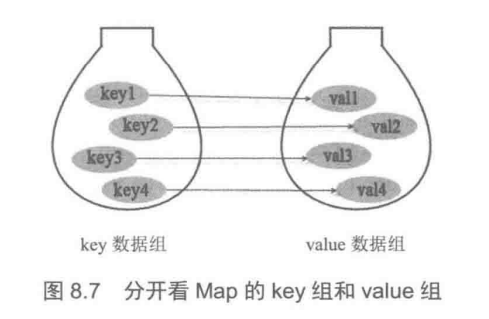 key1 val1
key2 val2
key3 val3
key4 val4
key 数据组 value 数据组
图 8.7 分开看 Map 的 key 组和 value 组